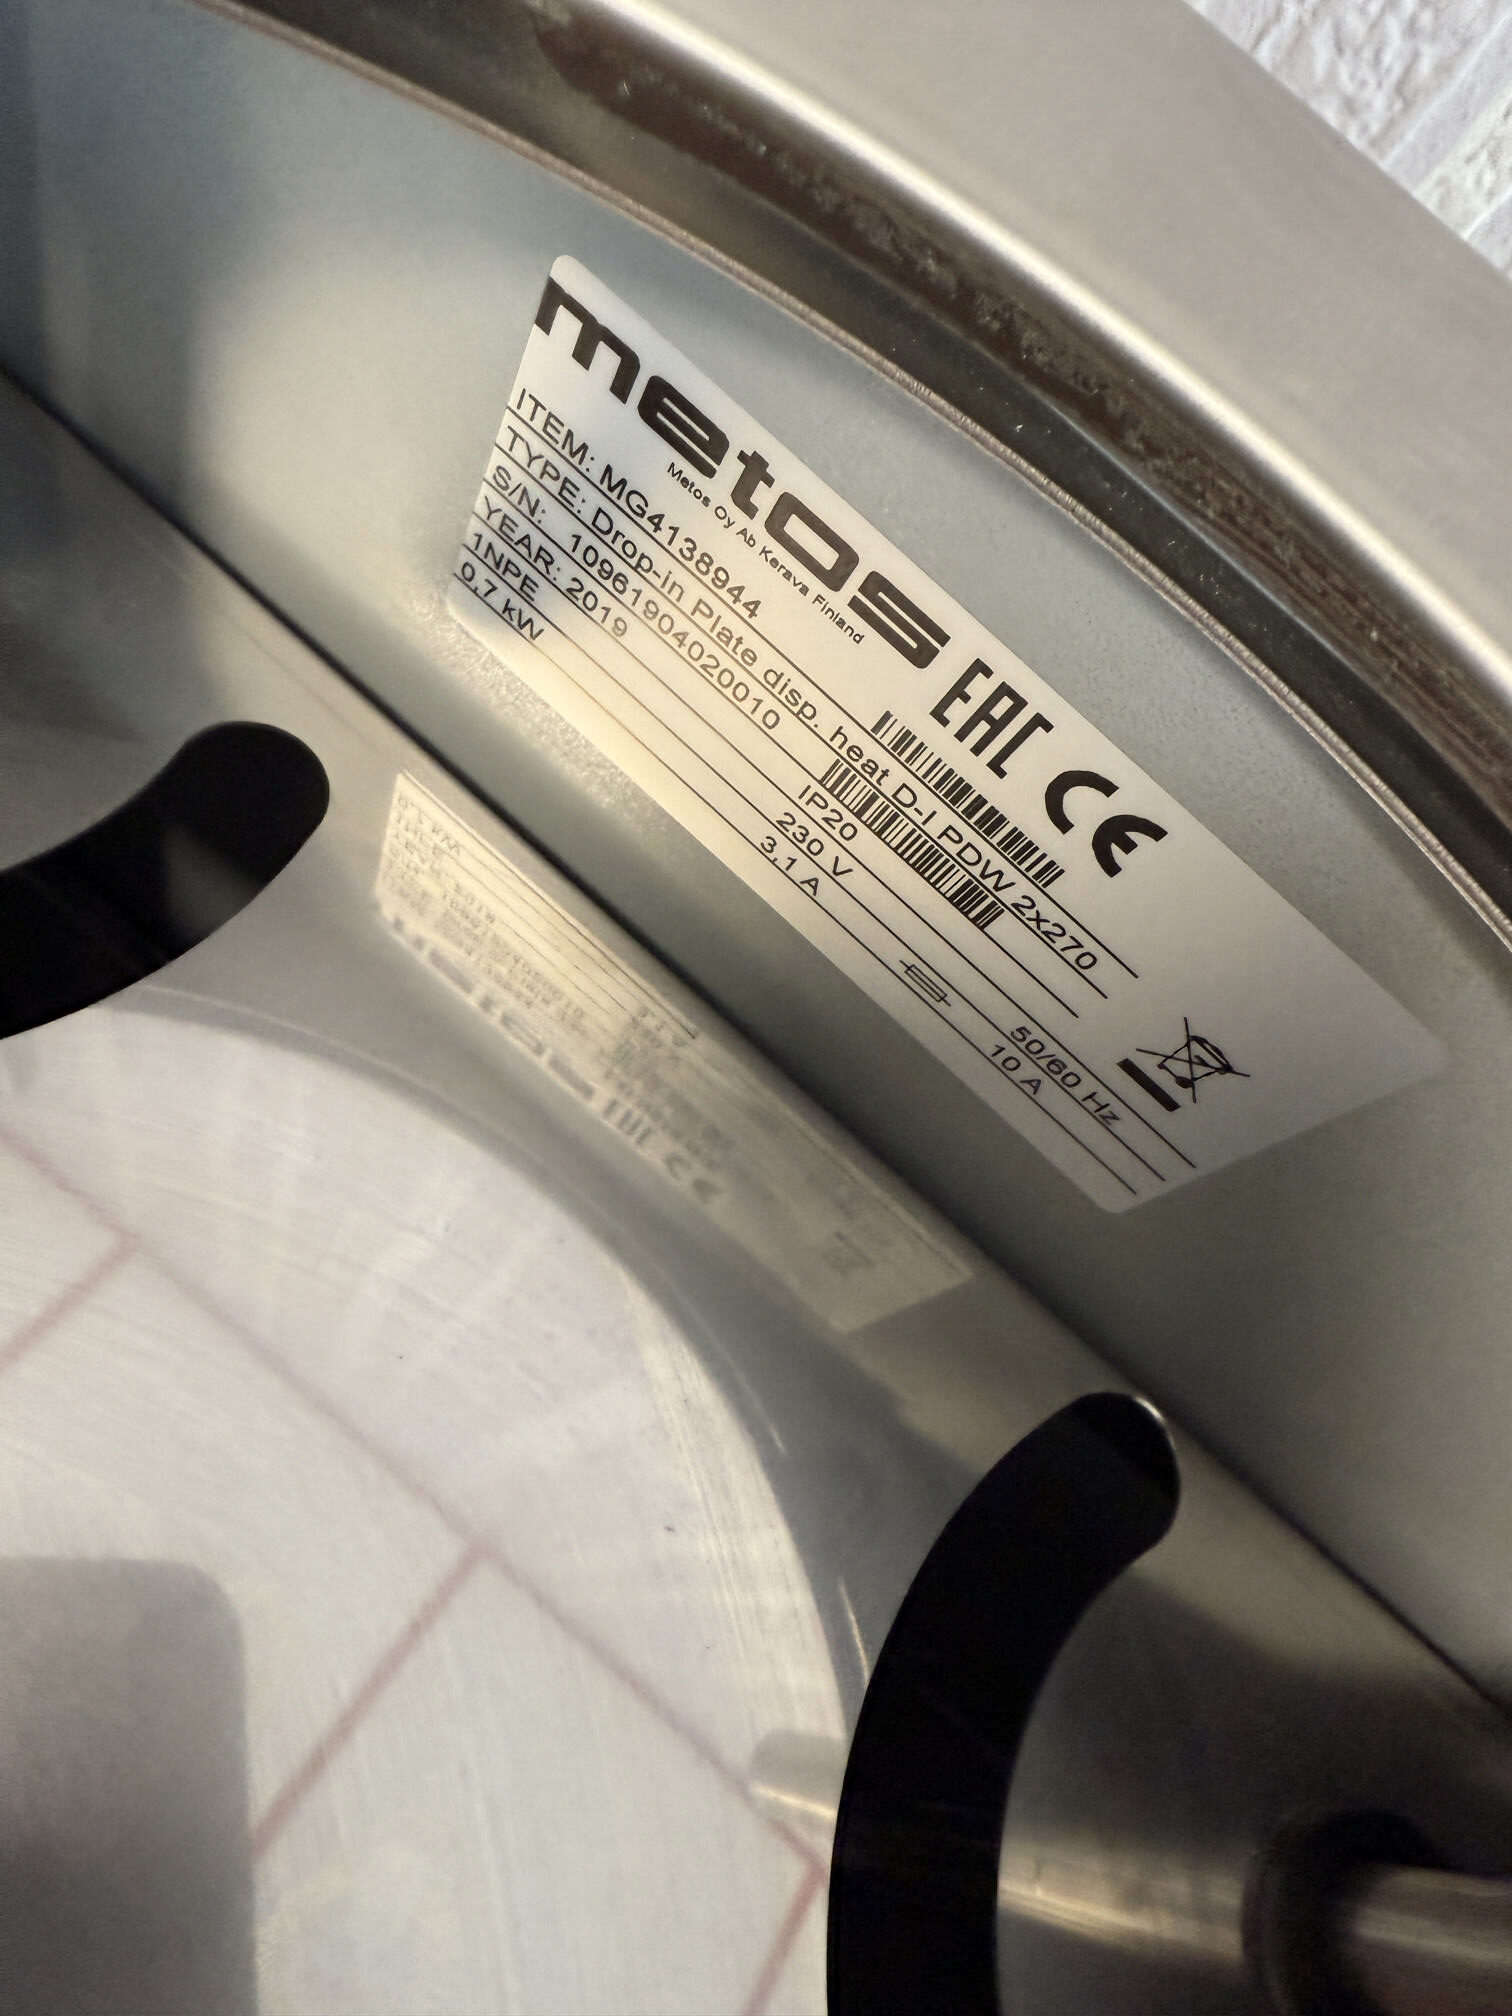 metos
Metos Oy Ab Kerava Finland
EAC CE
ITEM: MG4138944
TYPE: Drop-in Plate disp. heat D-I PDW 2x270
S/N: 1096190402010010
YEAR: 2019 IP20
1NPE 230 V 50/60 Hz
0,7 kW 3,1 A 10 A